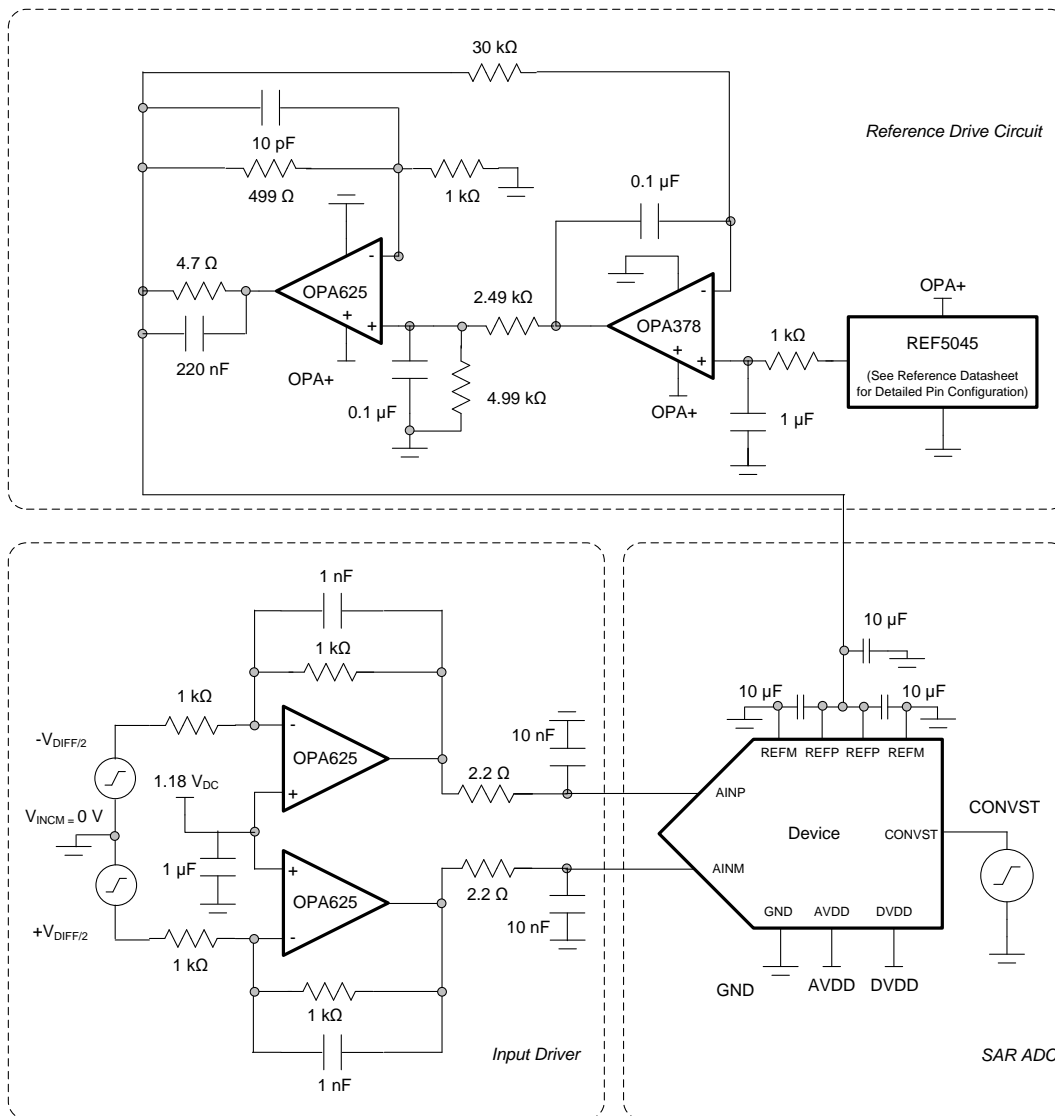 30 kΩ
Reference Drive Circuit
10 pF
499 Ω
1 kΩ
0.1 µF
4.7 Ω
220 nF
-
OPA625
+
+
OPA+
2.49 kΩ
0.1 µF
4.99 kΩ
-
OPA378
+
+
OPA+
1 kΩ
1 µF
OPA+
REF5045
(See Reference Datasheet
for Detailed Pin Configuration)
1 nF
1 kΩ
1 kΩ
-
OPA625
+
-VDIFF/2
1.18 VDC
VINCM = 0 V
1 µF
+
OPA625
-
+VDIFF/2
1 kΩ
1 kΩ
1 nF
10 nF
2.2 Ω
2.2 Ω
10 nF
Input Driver
10 µF
10 µF
10 µF
REFM REFP REFP REFM
AINP
Device
CONVST
CONVST
AINM
GND AVDD DVDD
GND
AVDD
DVDD
SAR ADC